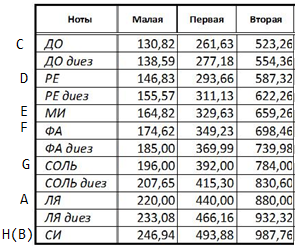 Ноты Малая Первая Вторая
C ДО 130,82 261,63 523,26
ДО диез 138,59 277,18 554,36
D РЕ 146,83 293,66 587,32
РЕ диез 155,57 311,13 622,26
E МИ 164,82 329,63 659,26
F ФА 174,62 349,23 698,46
ФА диез 185,00 369,99 739,98
G СОЛЬ 196,00 392,00 784,00
СОЛЬ диез 207,65 415,30 830,60
A ЛЯ 220,00 440,00 880,00
ЛЯ диез 233,08 466,16 932,32
H(B) СИ 246,94 493,88 987,76